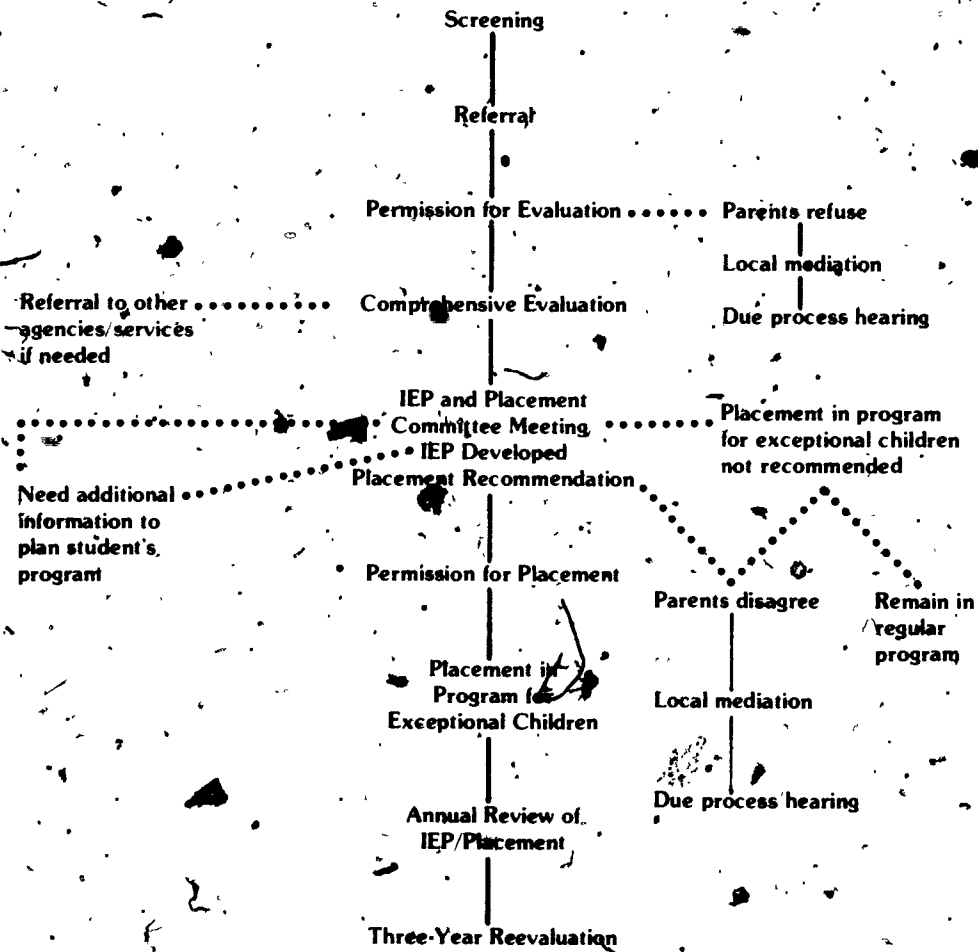 Screening
Referral
Permission for Evaluation
Parents refuse
Local mediation
Due process hearing
Referral to other
agencies/services
if needed
Comprehensive Evaluation
IEP and Placement
Committee Meeting
IEP Developed
Placement Recommendation
Placement in program
for exceptional children
not recommended
Need additional
information to
plan student's
program
Permission for Placement
Parents disagree
Remain in
regular
program
Placement in
Program for
Exceptional Children
Local mediation
Due process hearing
Annual Review of
IEP/Placement
Three-Year Reevaluation